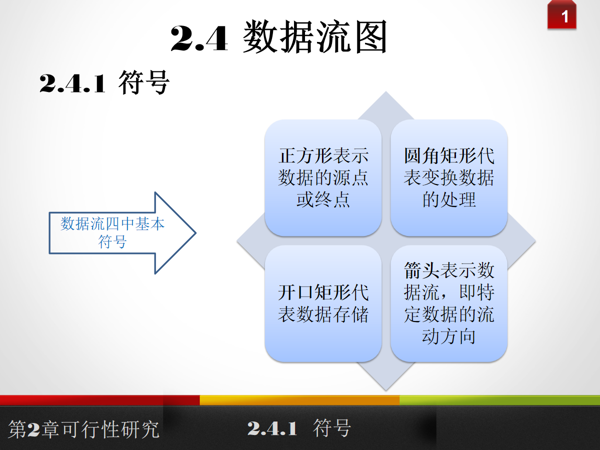 1
2.4 数据流图
2.4.1 符号
正方形表示
数据的源点
或终点
圆角矩形代
表变换数据
的处理
数据流四中基本
符号
开口矩形代
表数据存储
箭头表示数
据流，即特
定数据的流
动方向
第2章可行性研究
2.4.1 符号